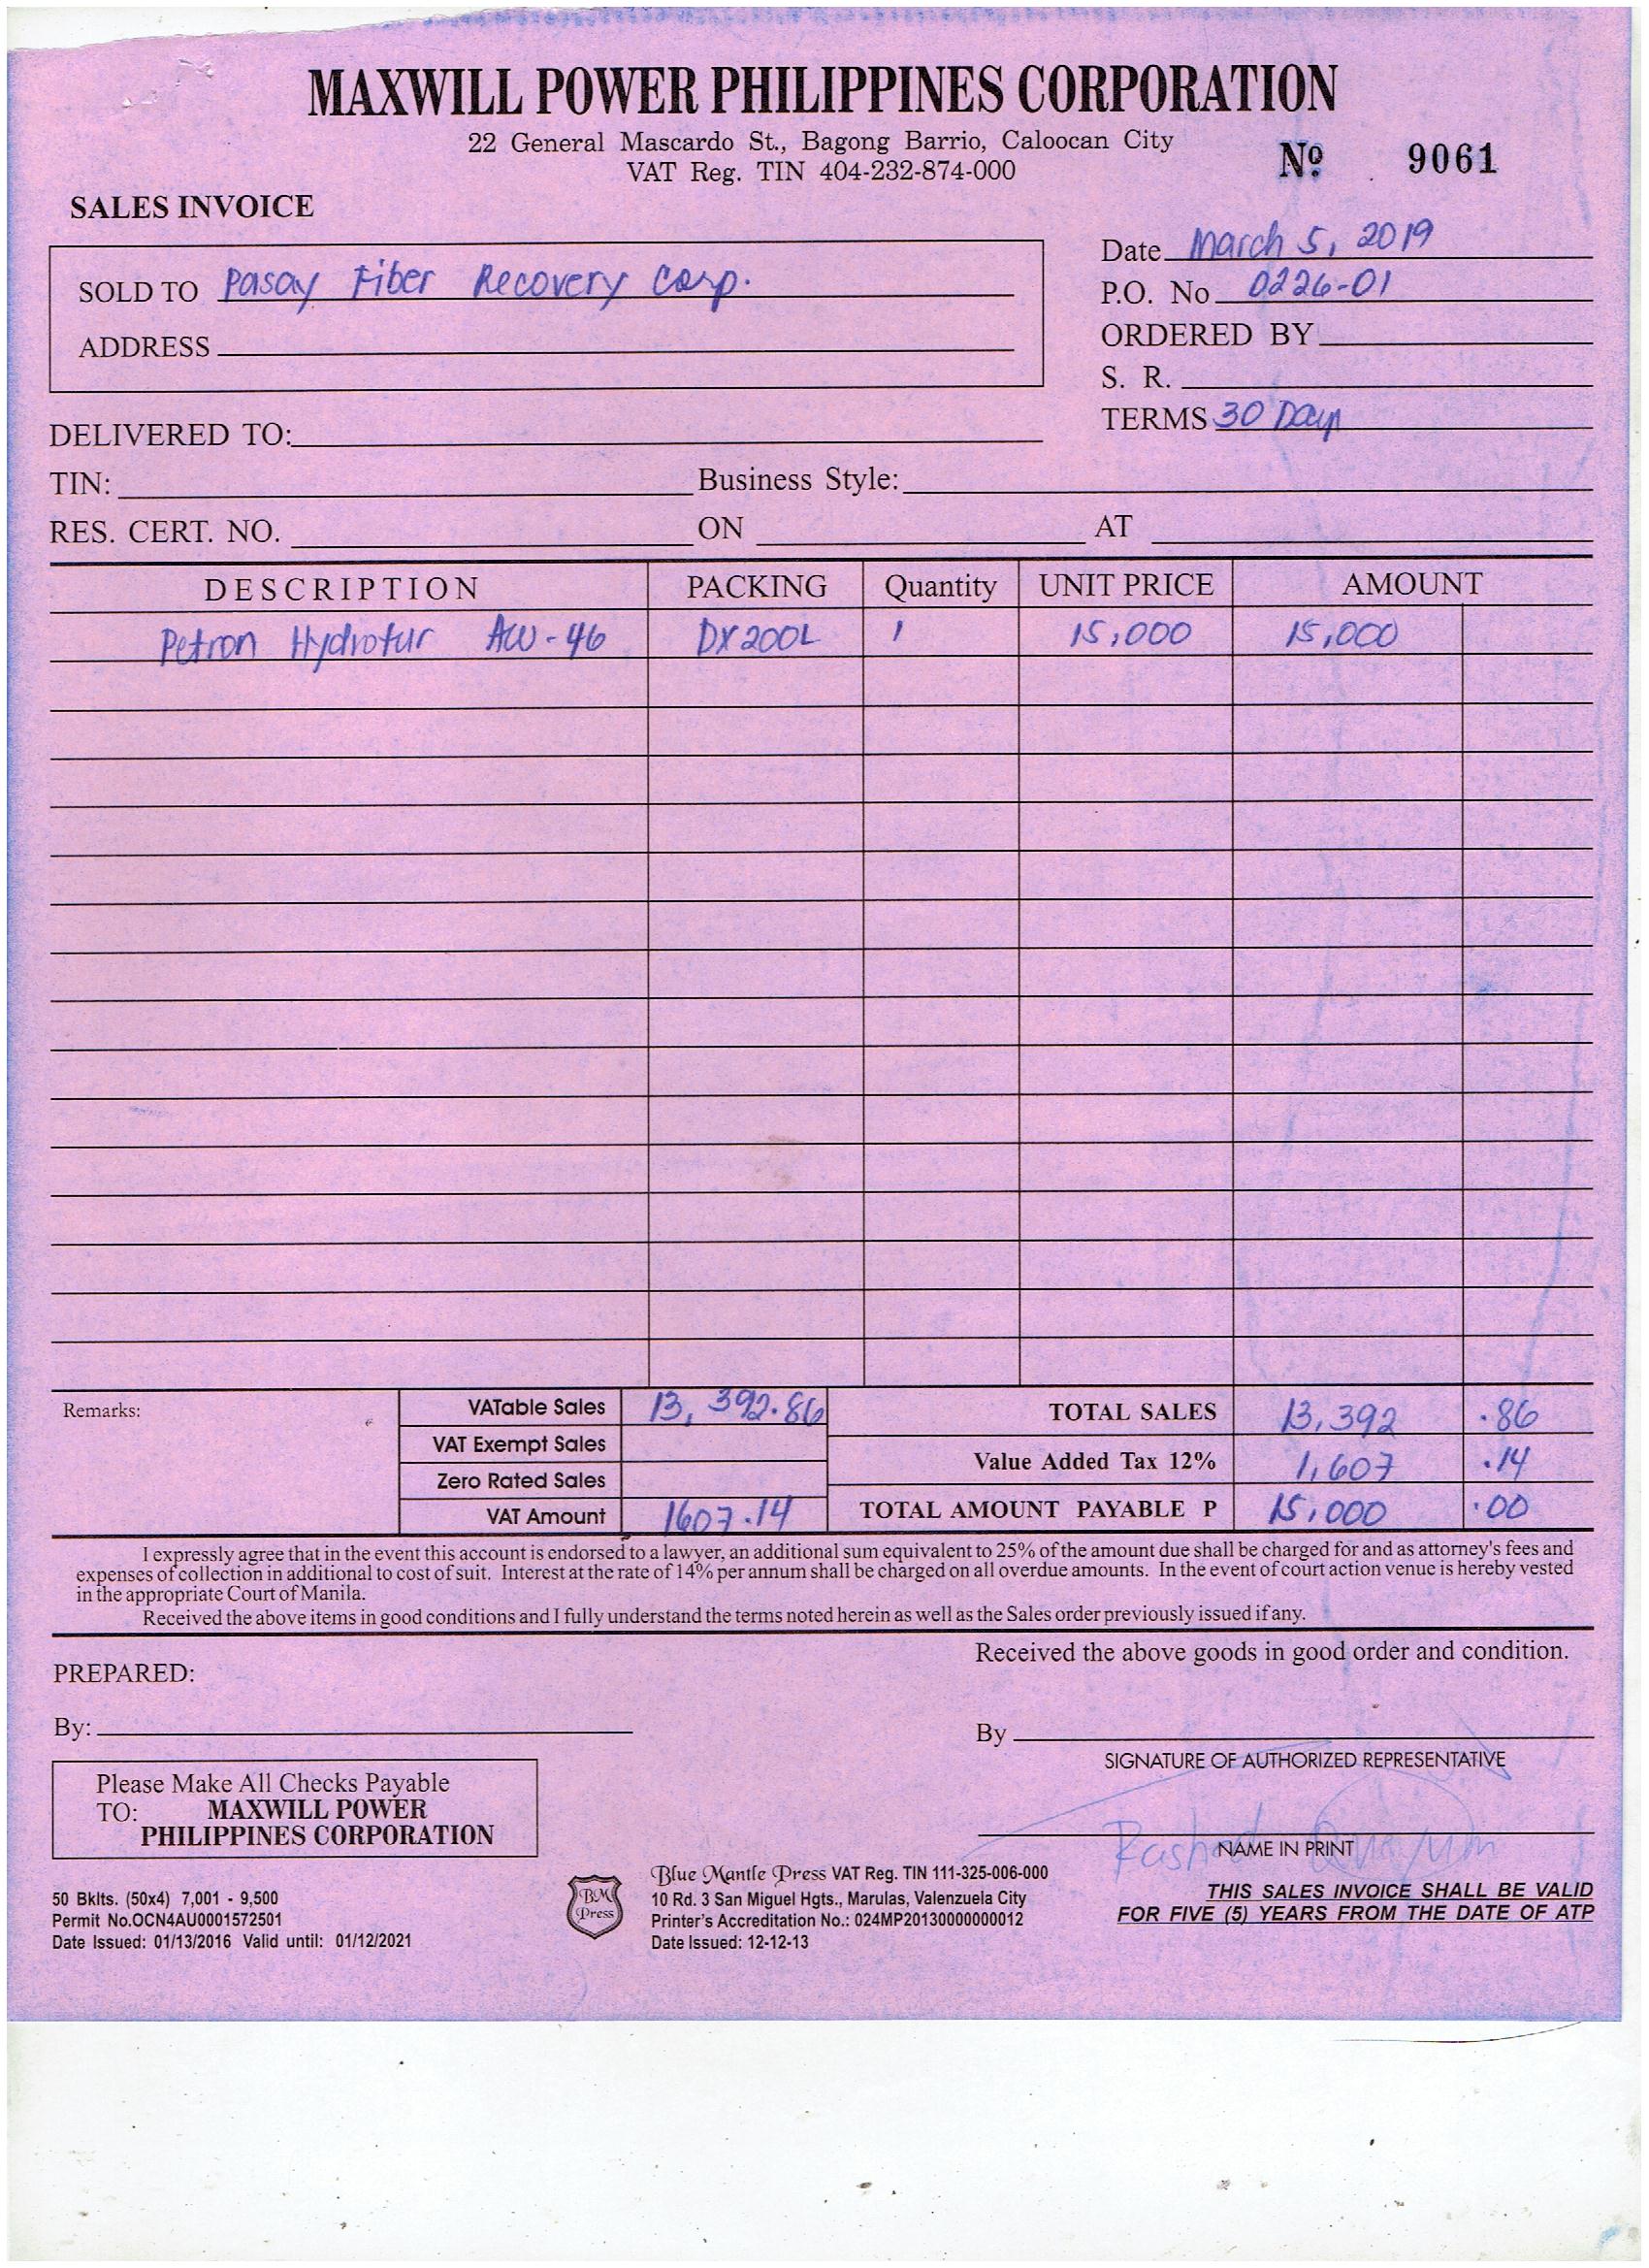 MAXWILL POWER PHILIPPINES CORPORATION
22 General Mascardo St., Bagong Barrio, Caloocan City
VAT Reg. TIN 404-232-874-000
Nº 9061
SALES INVOICE
Date March 5, 2019
SOLD TO Pasay Fiber Recovery Corp.
P.O. No 0226-01
ADDRESS
ORDERED BY
S. R.
TERMS 30 Days
DELIVERED TO:
TIN: Business Style:
RES. CERT. NO. ON AT
DESCRIPTION PACKING Quantity UNIT PRICE AMOUNT
Petron Hydrotur AW-46 DX200L 1 15,000 15,000
Remarks:
VATable Sales 13,392.86 TOTAL SALES 13,392 .86
VAT Exempt Sales
Value Added Tax 12% 1,607 .14
Zero Rated Sales
VAT Amount 1607.14 TOTAL AMOUNT PAYABLE P 15,000 .00
I expressly agree that in the event this account is endorsed to a lawyer, an additional sum equivalent to 25% of the amount due shall be charged for and as attorney's fees and
expenses of collection in additional to cost of suit. Interest at the rate of 14% per annum shall be charged on all overdue amounts. In the event of court action venue is hereby vested
in the appropriate Court of Manila.
Received the above items in good conditions and I fully understand the terms noted herein as well as the Sales order previously issued if any.
PREPARED:
Received the above goods in good order and condition.
By:
By
SIGNATURE OF AUTHORIZED REPRESENTATIVE
Please Make All Checks Payable
TO: MAXWILL POWER
PHILIPPINES CORPORATION
NAME IN PRINT
50 Bklts. (50x4) 7,001 - 9,500
Permit No.OCN4AU0001572501
Date Issued: 01/13/2016 Valid until: 01/12/2021
BM
Press
Blue Mantle Press VAT Reg. TIN 111-325-006-000
10 Rd. 3 San Miguel Hgts., Marulas, Valenzuela City
Printer's Accreditation No.: 024MP20130000000012
Date Issued: 12-12-13
THIS SALES INVOICE SHALL BE VALID
FOR FIVE (5) YEARS FROM THE DATE OF ATP